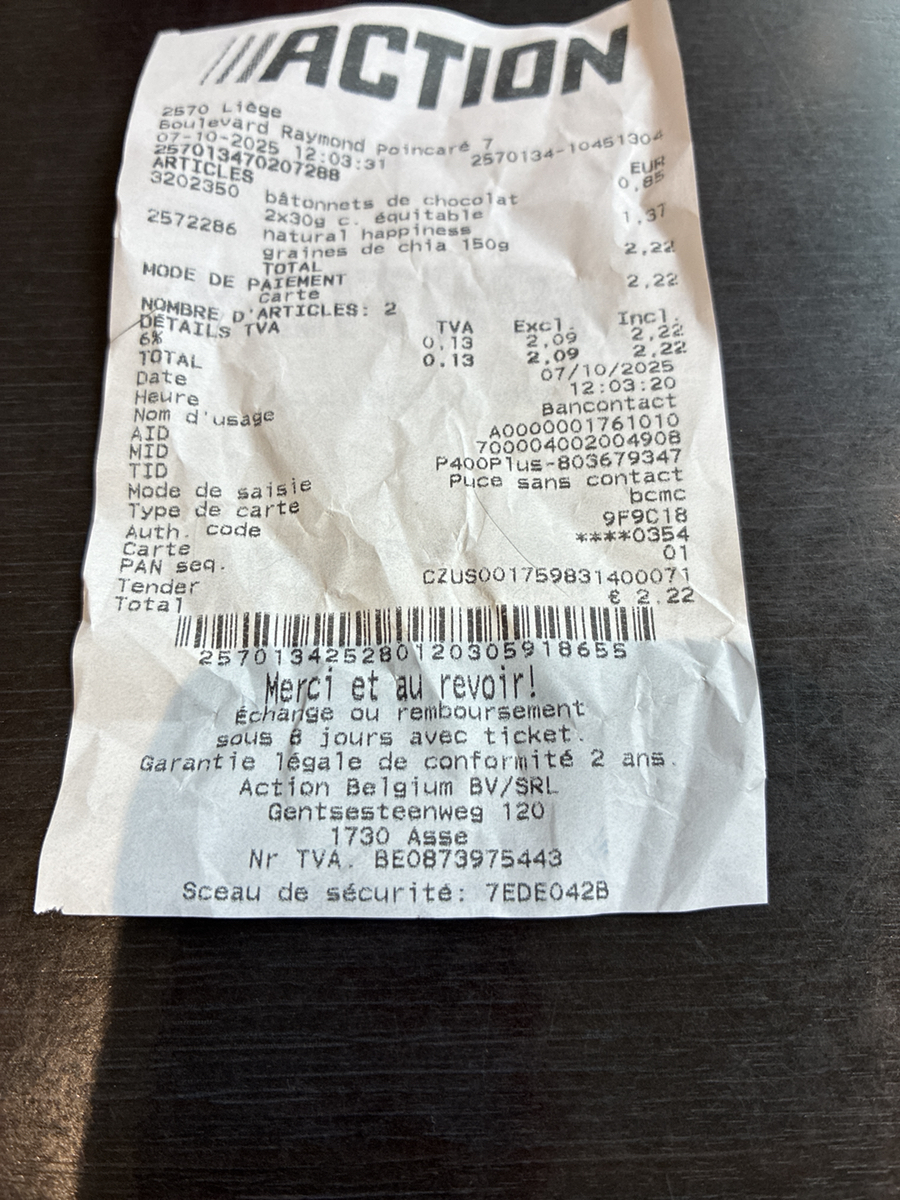 ACTION
2570 Liège
Boulevard Raymond Poincaré 7
07-10-2025 12:03:31 2570134-10451304
257013470207288
ARTICLES EUR
3202350 bâtonnets de chocolat 0,85
2x30g c. équitable
2572286 natural happiness 1,37
graines de chia 150g
TOTAL 2,22
MODE DE PAIEMENT
Carte 2,22
NOMBRE D'ARTICLES: 2
DÉTAILS TVA TVA Excl. Incl.
6% 0.13 2,09 2,22
TOTAL 0.13 2.09 2.22
Date 07/10/2025
Heure 12:03:20
Nom d'usage Bancontact
AID A0000001761010
MID 700004002004908
TID P400Plus-803679347
Mode de saisie Puce sans contact
Type de carte bcmc
Auth. code 9F9C18
Carte ****0354
PAN seq. 01
Tender CZUS001759831400071
Total € 2.22
257013425280120305918655
Merci et au revoir!
Échange ou remboursement
sous 8 jours avec ticket.
Garantie légale de conformité 2 ans.
Action Belgium BV/SRL
Gentsesteenweg 120
1730 Asse
Nr TVA. BE0873975443
Sceau de sécurité: 7EDE042B